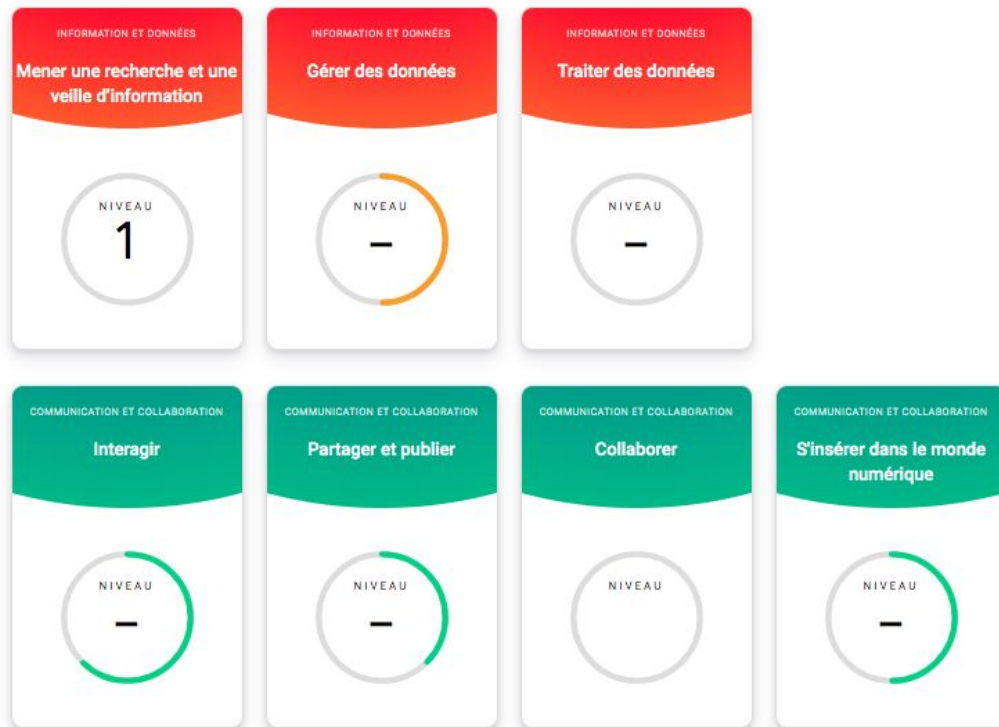 INFORMATION ET DONNÉES
Mener une recherche et une
veille d'information
NIVEAU
1
INFORMATION ET DONNÉES
Gérer des données
NIVEAU
–
INFORMATION ET DONNÉES
Traiter des données
NIVEAU
–
COMMUNICATION ET COLLABORATION
Interagir
NIVEAU
–
COMMUNICATION ET COLLABORATION
Partager et publier
NIVEAU
–
COMMUNICATION ET COLLABORATION
Collaborer
COMMUNICATION ET COLLABORATION
S'insérer dans le monde
numérique
NIVEAU
–